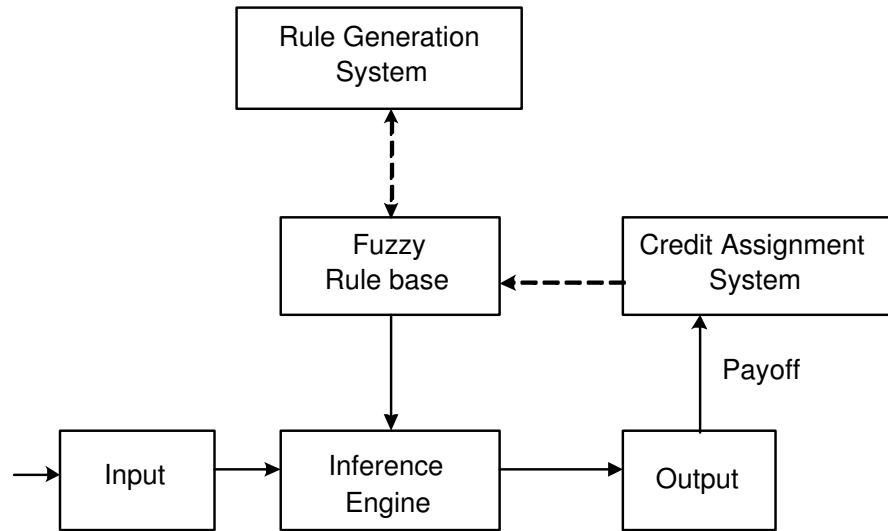 Rule Generation
System
Fuzzy
Rule base
Credit Assignment
System
Payoff
Input
Inference
Engine
Output